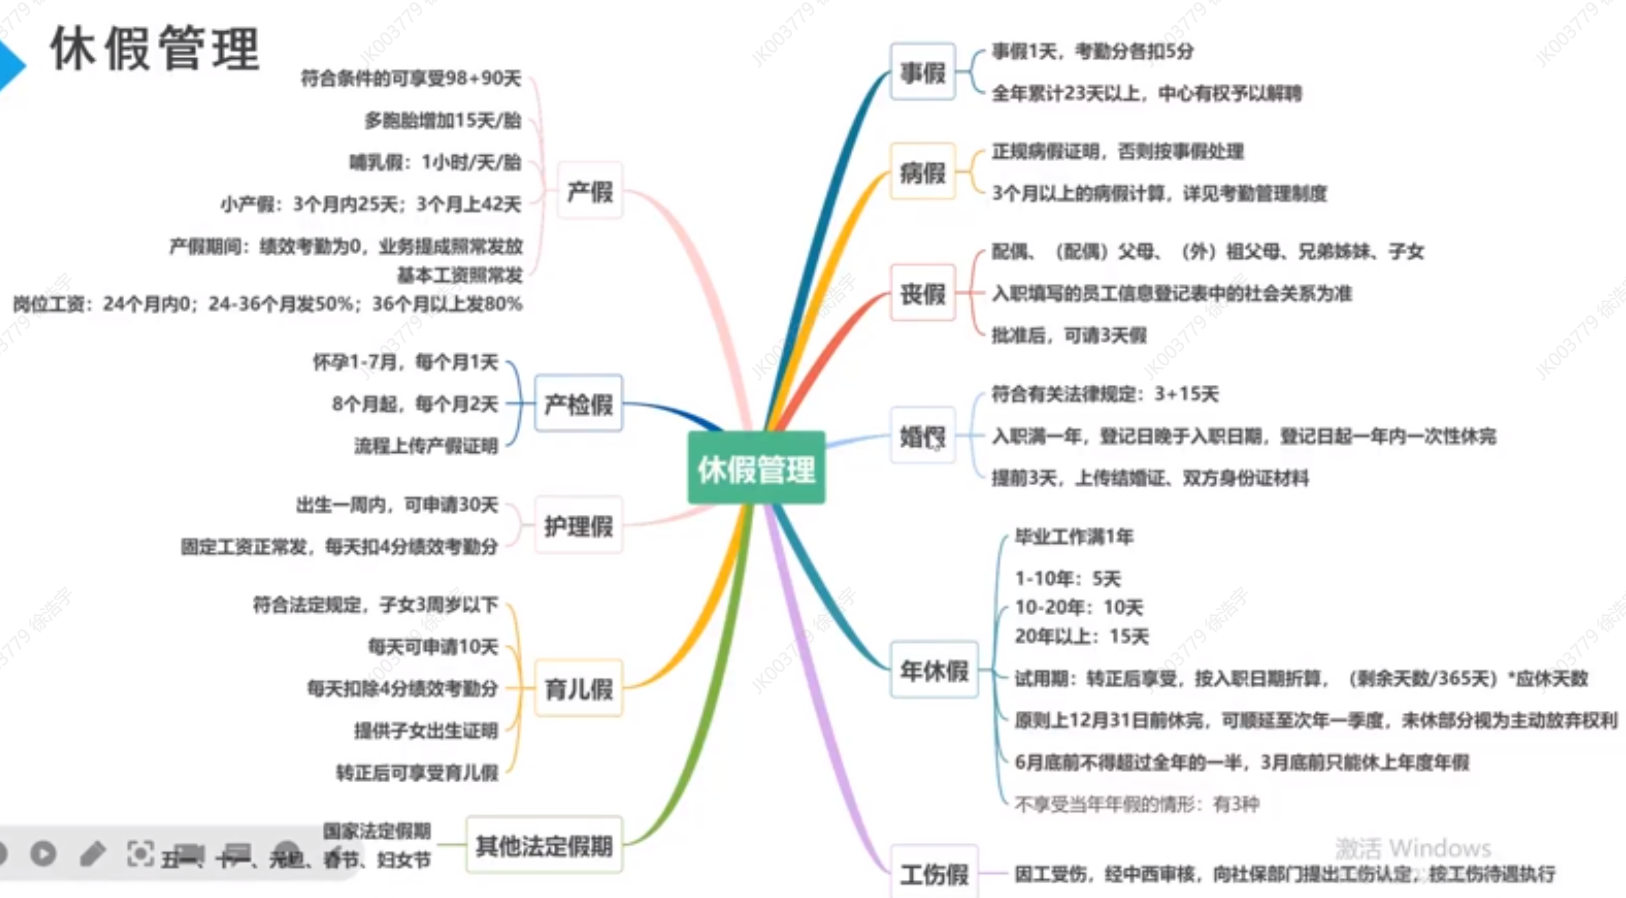 休假管理
符合条件的可享受98+90天
多胞胎增加15天/胎
哺乳假：1小时/天/胎
小产假：3个月内25天；3个月上42天
产假期间：绩效考勤为0，业务提成照常发放
基本工资照常发
岗位工资：24个月内0；24-36个月发50%；36个月以上发80%
产假
怀孕1-7月，每个月1天
8个月起，每个月2天
流程上传产假证明
产检假
出生一周内，可申请30天
固定工资正常发，每天扣4分绩效考勤分
护理假
符合法定规定，子女3周岁以下
每天可申请10天
每天扣除4分绩效考勤分
提供子女出生证明
转正后可享受育儿假
育儿假
国家法定假期
五一、十一、元旦、春节、妇女节
其他法定假期
休假管理
事假
事假1天，考勤分各扣5分
全年累计23天以上，中心有权予以解聘
病假
正规病假证明，否则按事假处理
3个月以上的病假计算，详见考勤管理制度
丧假
配偶、（配偶）父母、（外）祖父母、兄弟姊妹、子女
入职填写的员工信息登记表中的社会关系为准
批准后，可请3天假
婚假
符合有关法律规定：3+15天
入职满一年，登记日晚于入职日期，登记日起一年内一次性休完
提前3天，上传结婚证、双方身份证材料
年休假
毕业工作满1年
1-10年：5天
10-20年：10天
20年以上：15天
试用期：转正后享受，按入职日期折算，（剩余天数/365天）*应休天数
原则上12月31日前休完，可顺延至次年一季度，未休部分视为主动放弃权利
6月底前不得超过全年的一半，3月底前只能休上年度年假
不享受当年年假的情形：有3种
工伤假
因工受伤，经中西审核，向社保部门提出工伤认定，按工伤待遇执行
激活 Windows
JK003779 徐浩宇